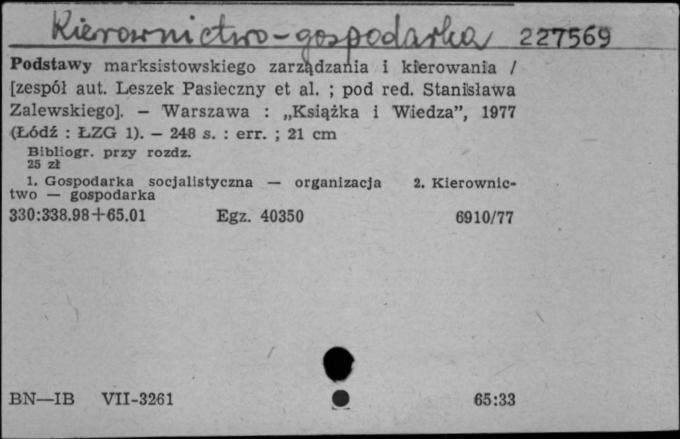 Kierownictwo-gospodarka 227569
Podstawy marksistowskiego zarządzania i kierowania /
[zespół aut. Leszek Pasieczny et al. ; pod red. Stanisława
Zalewskiego]. — Warszawa : „Książka i Wiedza”, 1977
(Łódź : ŁZG 1). — 248 s. : err. ; 21 cm
Bibliogr. przy rozdz.
25 zł
1. Gospodarka socjalistyczna — organizacja 2. Kierownic-
two — gospodarka
330:338.98+65.01 Egz. 40350 6910/77
BN—IB VII-3261 65:33